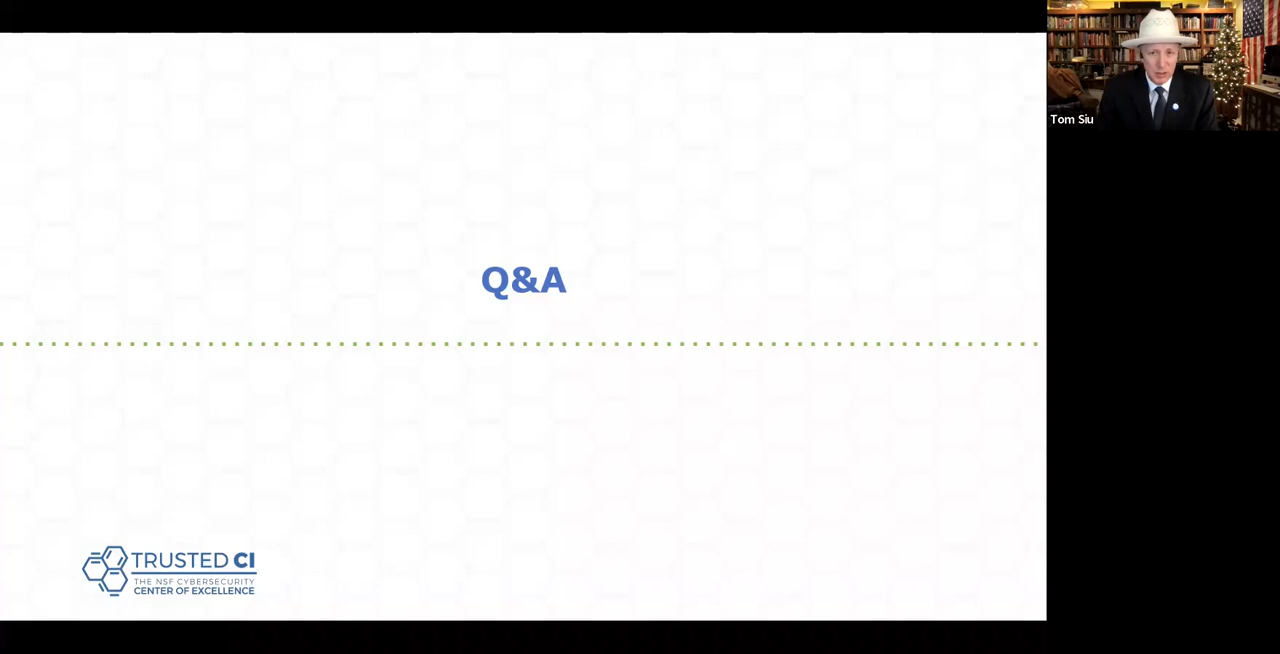 Q&A
TRUSTED CI
THE NSF CYBERSECURITY
CENTER OF EXCELLENCE
Tom Siu